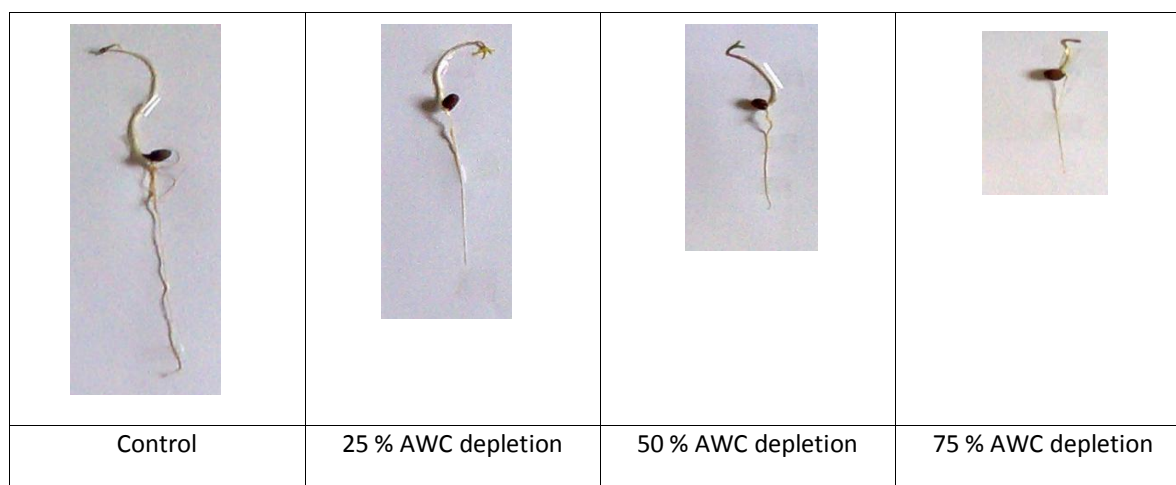 Control
25 % AWC depletion
50 % AWC depletion
75 % AWC depletion